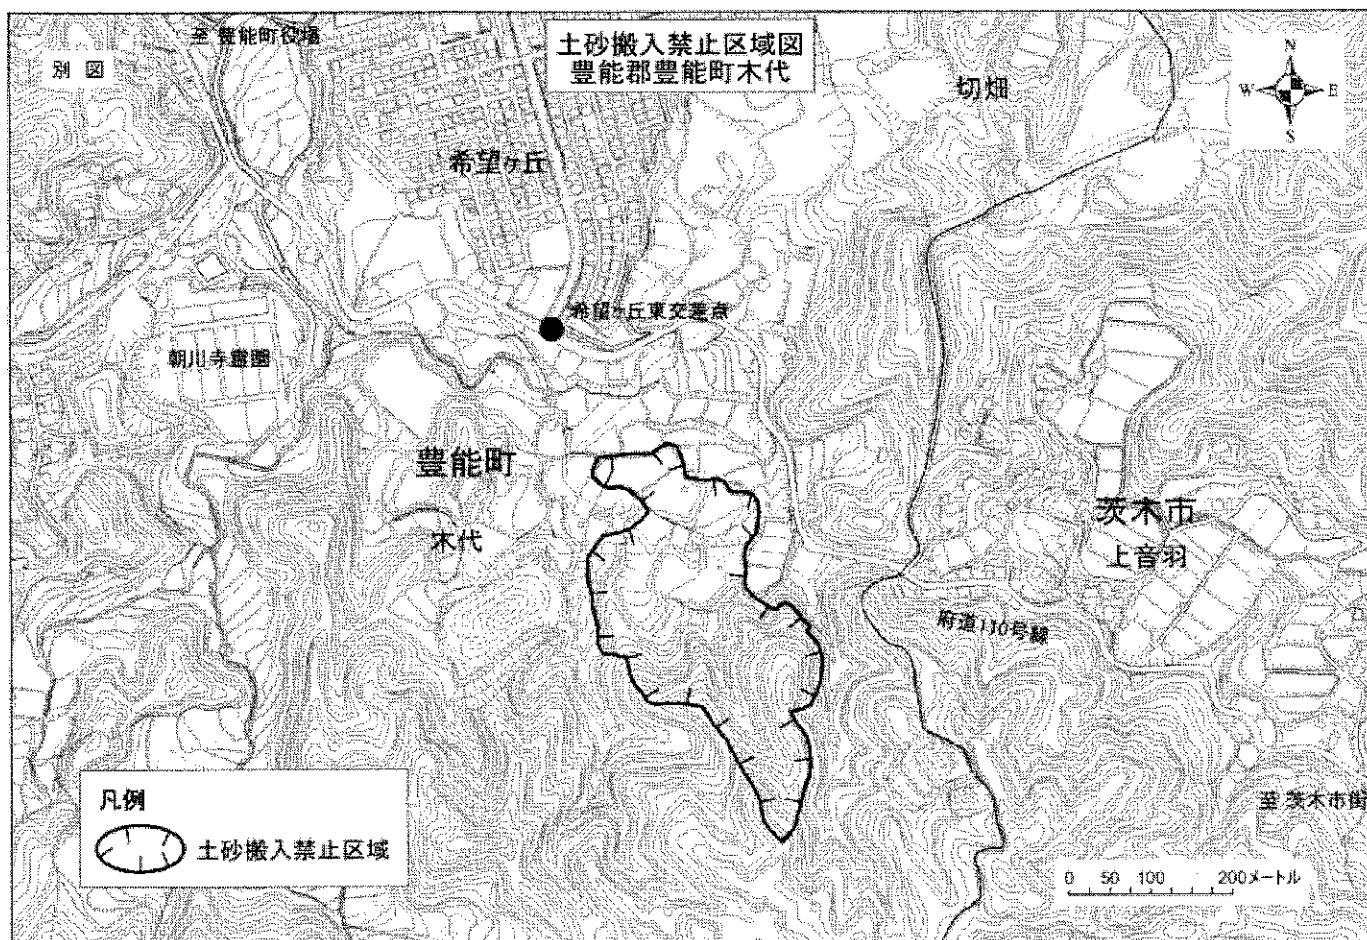 至 豊能町役場
別 図
土砂搬入禁止区域図
豊能郡豊能町木代
切畑
N
W E
S
希望ヶ丘
希望ヶ丘東交差点
朝川寺霊園
豊能町
木代
茨木市
上音羽
府道110号線
凡例
土砂搬入禁止区域
至 茨木市街
0 50 100 200メートル